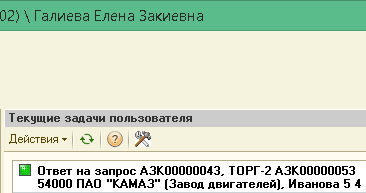 02) \ Галиева Елена Закиевна
Текущие задачи пользователя
Действия
Ответ на запрос АЗК00000043, ТОРГ-2 АЗК00000053
54000 ПАО "КАМАЗ" (Завод двигателей), Иванова 5 4